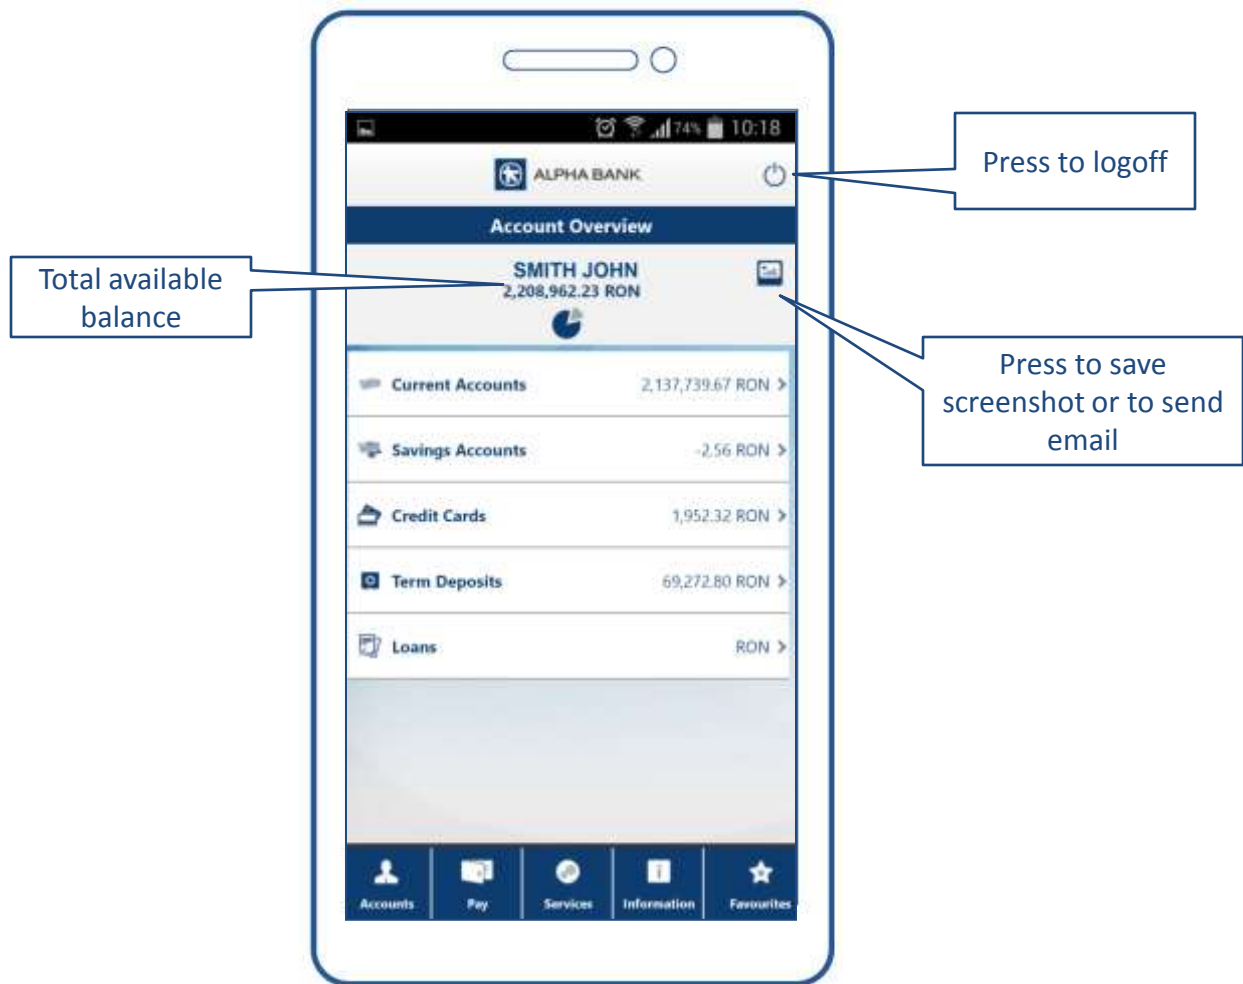 74% 10:18
ALPHA BANK
Press to logoff
Account Overview
Total available
balance
SMITH JOHN
2,208,962.23 RON
Press to save
screenshot or to send
email
Current Accounts 2,137,739.67 RON
Savings Accounts -2.56 RON
Credit Cards 1,952.32 RON
Term Deposits 69,272.80 RON
Loans RON
Accounts Pay Services Information Favourites